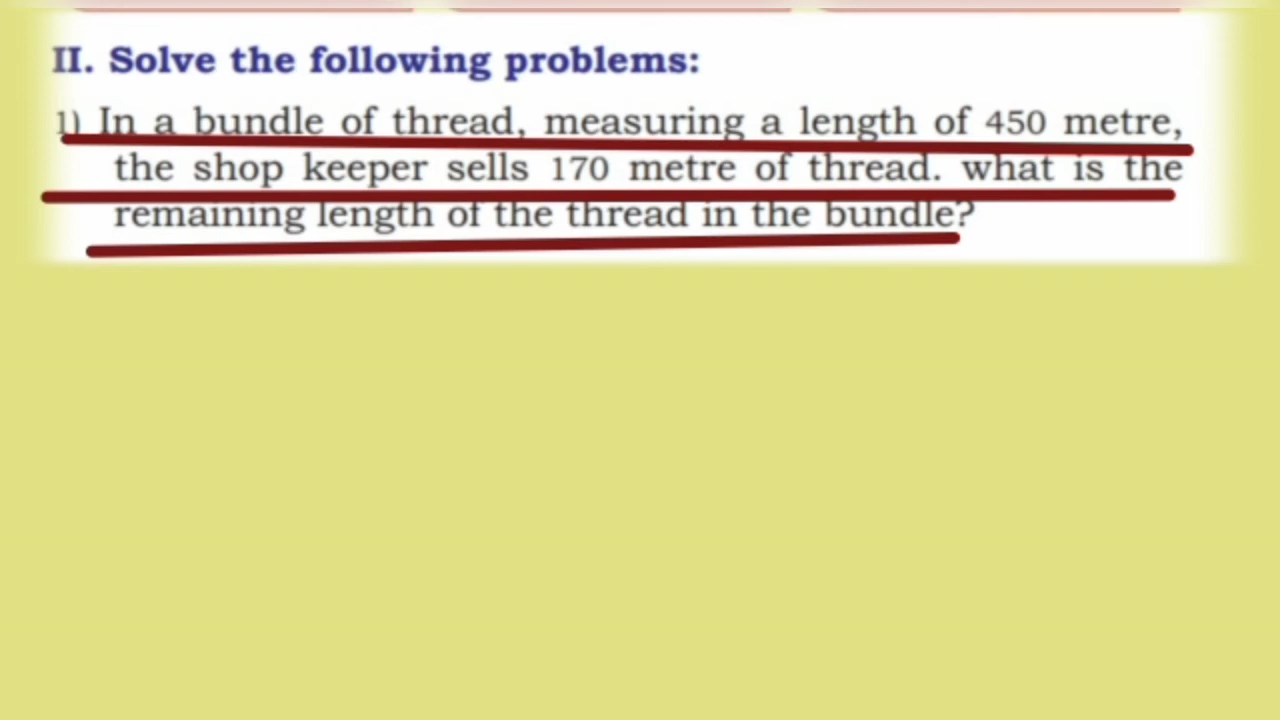 II. Solve the following problems:
1) In a bundle of thread, measuring a length of 450 metre,
the shop keeper sells 170 metre of thread. what is the
remaining length of the thread in the bundle?